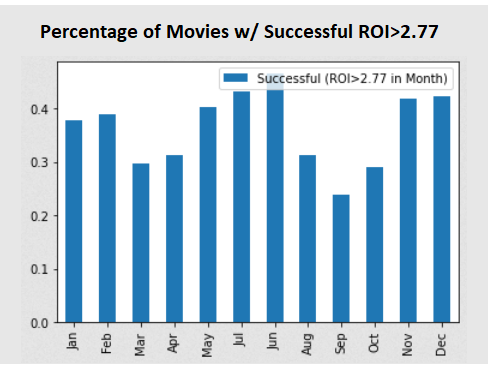 Percentage of Movies w/ Successful ROI>2.77
Successful (ROI>2.77 in Month)
0.4
0.3
0.2
0.1
0.0
Jan Feb Mar Apr May Jul Jun Aug Sep Oct Nov Dec